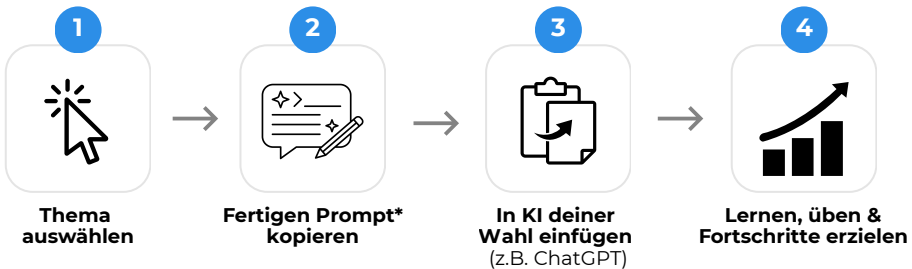 1
Thema
auswählen
2
Fertigen Prompt*
kopieren
3
In KI deiner
Wahl einfügen
(z.B. ChatGPT)
4
Lernen, üben &
Fortschritte erzielen